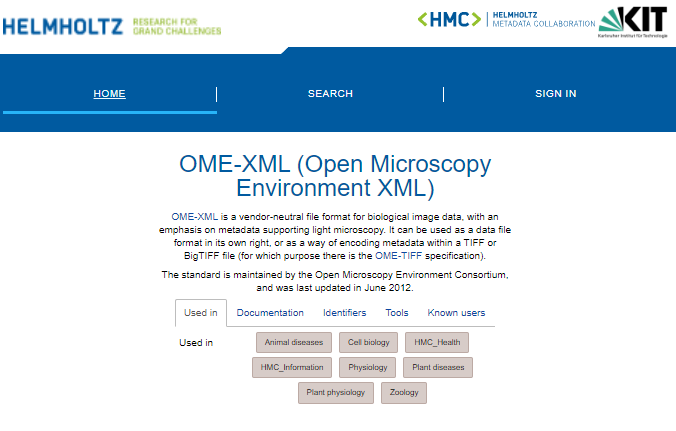 HELMHOLTZ RESEARCH FOR
GRAND CHALLENGES
<HMC> HELMHOLTZ
METADATA COLLABORATION
KIT
Karlsruher Institut für Technologie
HOME SEARCH SIGN IN
OME-XML (Open Microscopy
Environment XML)
OME-XML is a vendor-neutral file format for biological image data, with an
emphasis on metadata supporting light microscopy. It can be used as a data file
format in its own right, or as a way of encoding metadata within a TIFF or
BigTIFF file (for which purpose there is the OME-TIFF specification).
The standard is maintained by the Open Microscopy Environment Consortium,
and was last updated in June 2012.
Used in Documentation Identifiers Tools Known users
Used in Animal diseases Cell biology HMC_Health
HMC_Information Physiology Plant diseases
Plant physiology Zoology